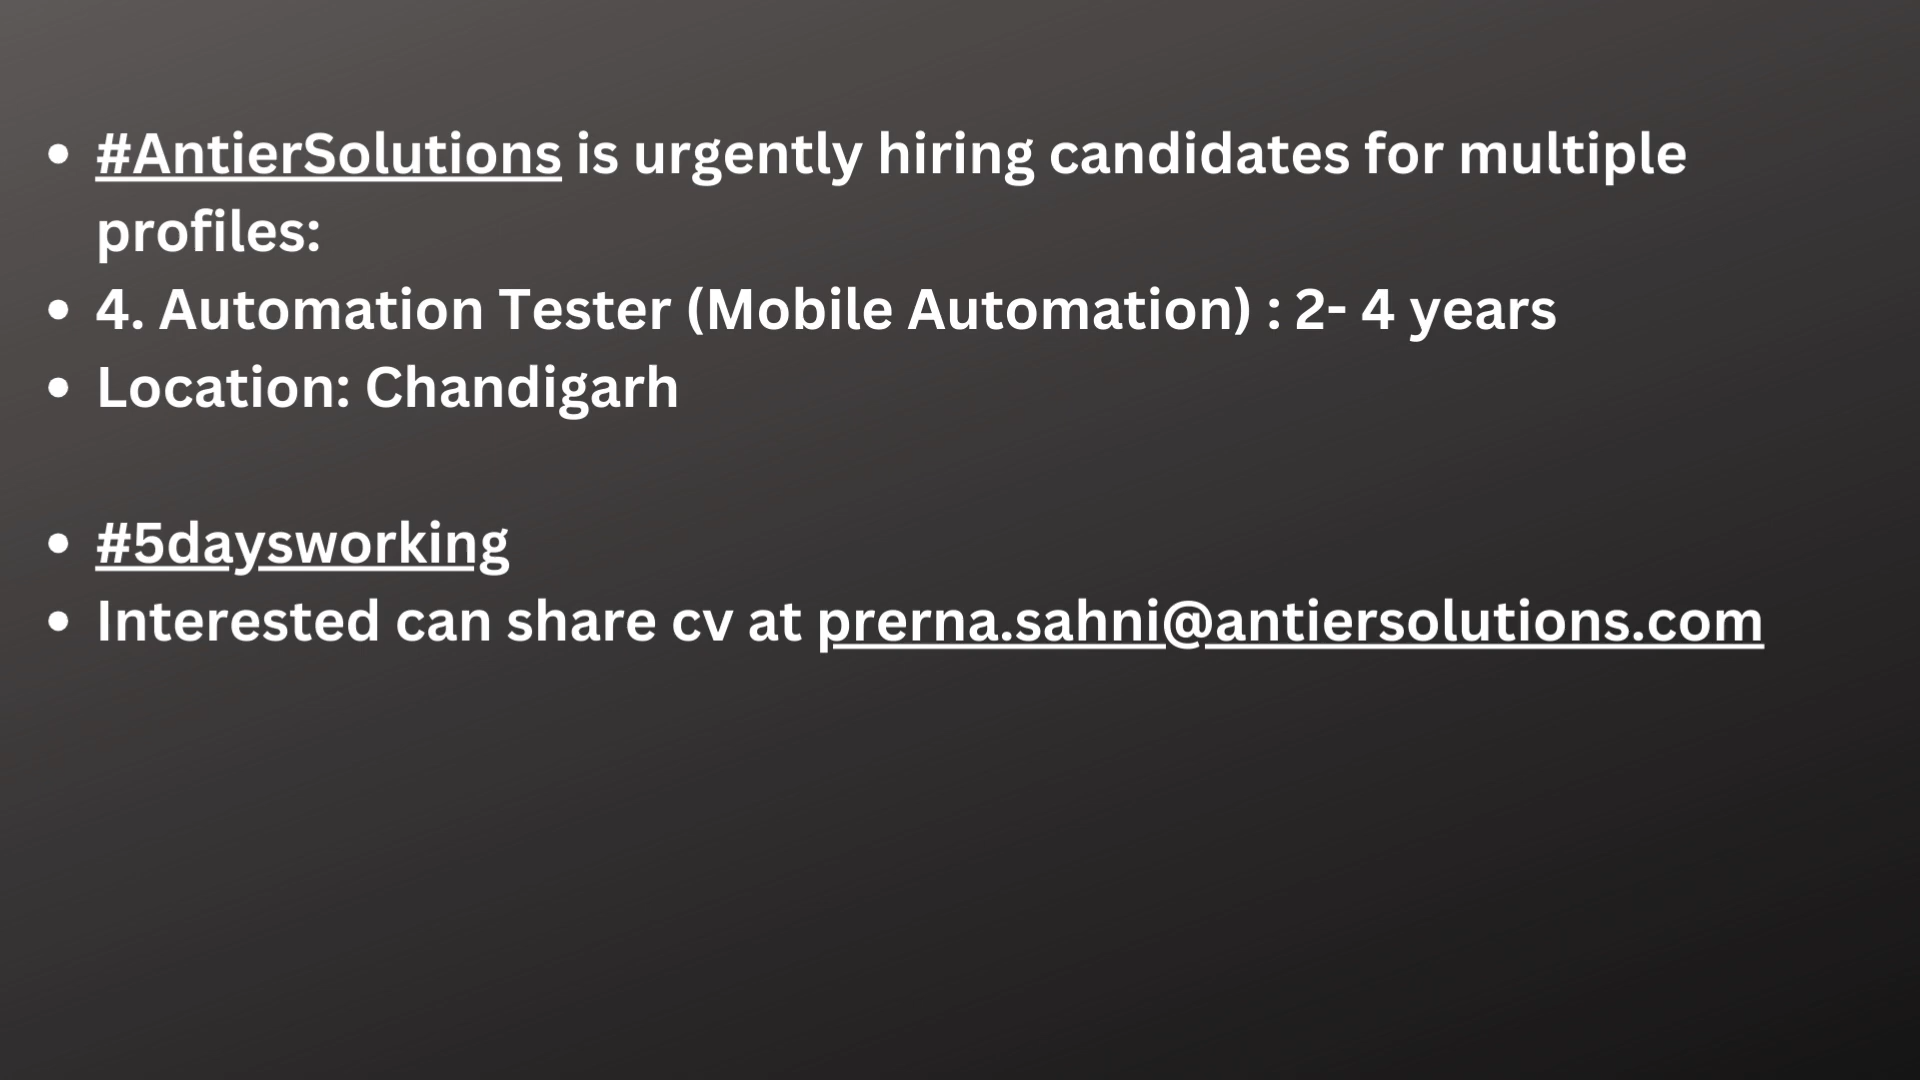 • #AntierSolutions is urgently hiring candidates for multiple
profiles:
• 4. Automation Tester (Mobile Automation) : 2- 4 years
• Location: Chandigarh
• #5daysworking
• Interested can share cv at prerna.sahni@antiersolutions.com